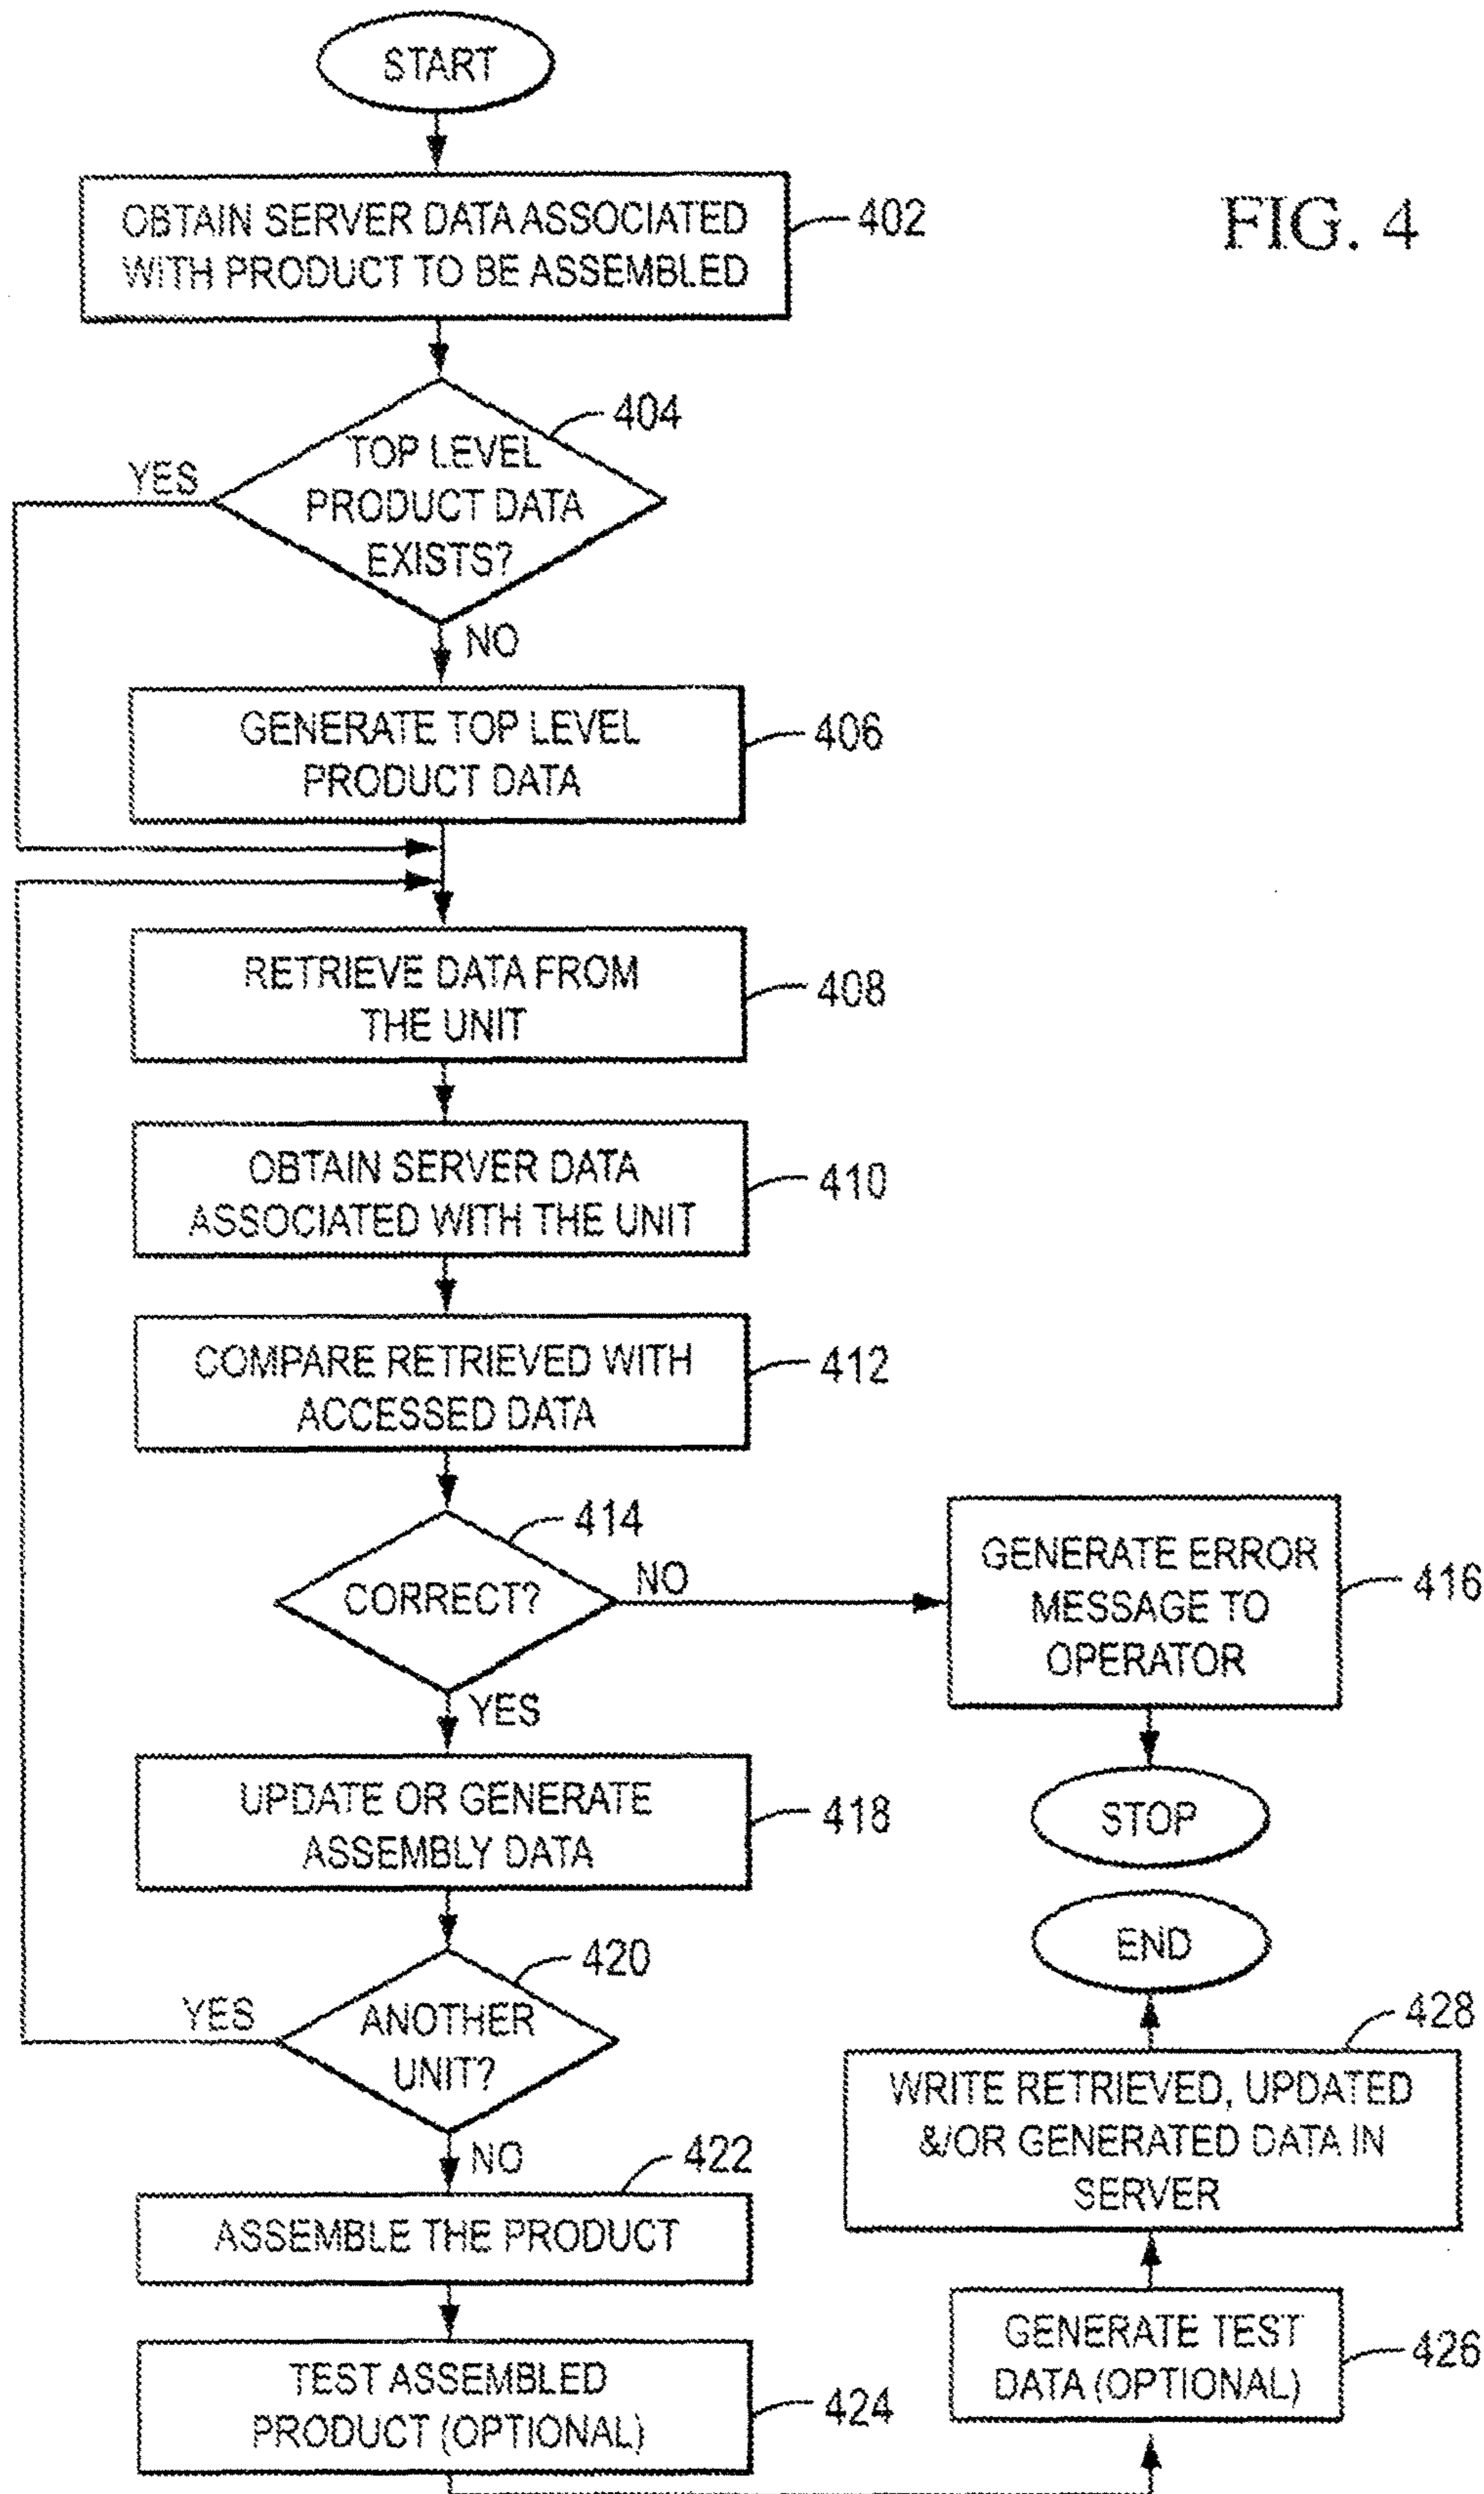 START
FIG. 4
OBTAIN SERVER DATA ASSOCIATED
WITH PRODUCT TO BE ASSEMBLED
402
404
TOP LEVEL
PRODUCT DATA
EXISTS?
YES
NO
GENERATE TOP LEVEL
PRODUCT DATA
406
RETRIEVE DATA FROM
THE UNIT
408
OBTAIN SERVER DATA
ASSOCIATED WITH THE UNIT
410
COMPARE RETRIEVED WITH
ACCESSED DATA
412
414
CORRECT?
NO
GENERATE ERROR
MESSAGE TO
OPERATOR
416
STOP
YES
UPDATE OR GENERATE
ASSEMBLY DATA
418
420
ANOTHER
UNIT?
YES
NO
422
ASSEMBLE THE PRODUCT
TEST ASSEMBLED
PRODUCT (OPTIONAL)
424
GENERATE TEST
DATA (OPTIONAL)
426
428
WRITE RETRIEVED, UPDATED
&/OR GENERATED DATA IN
SERVER
END